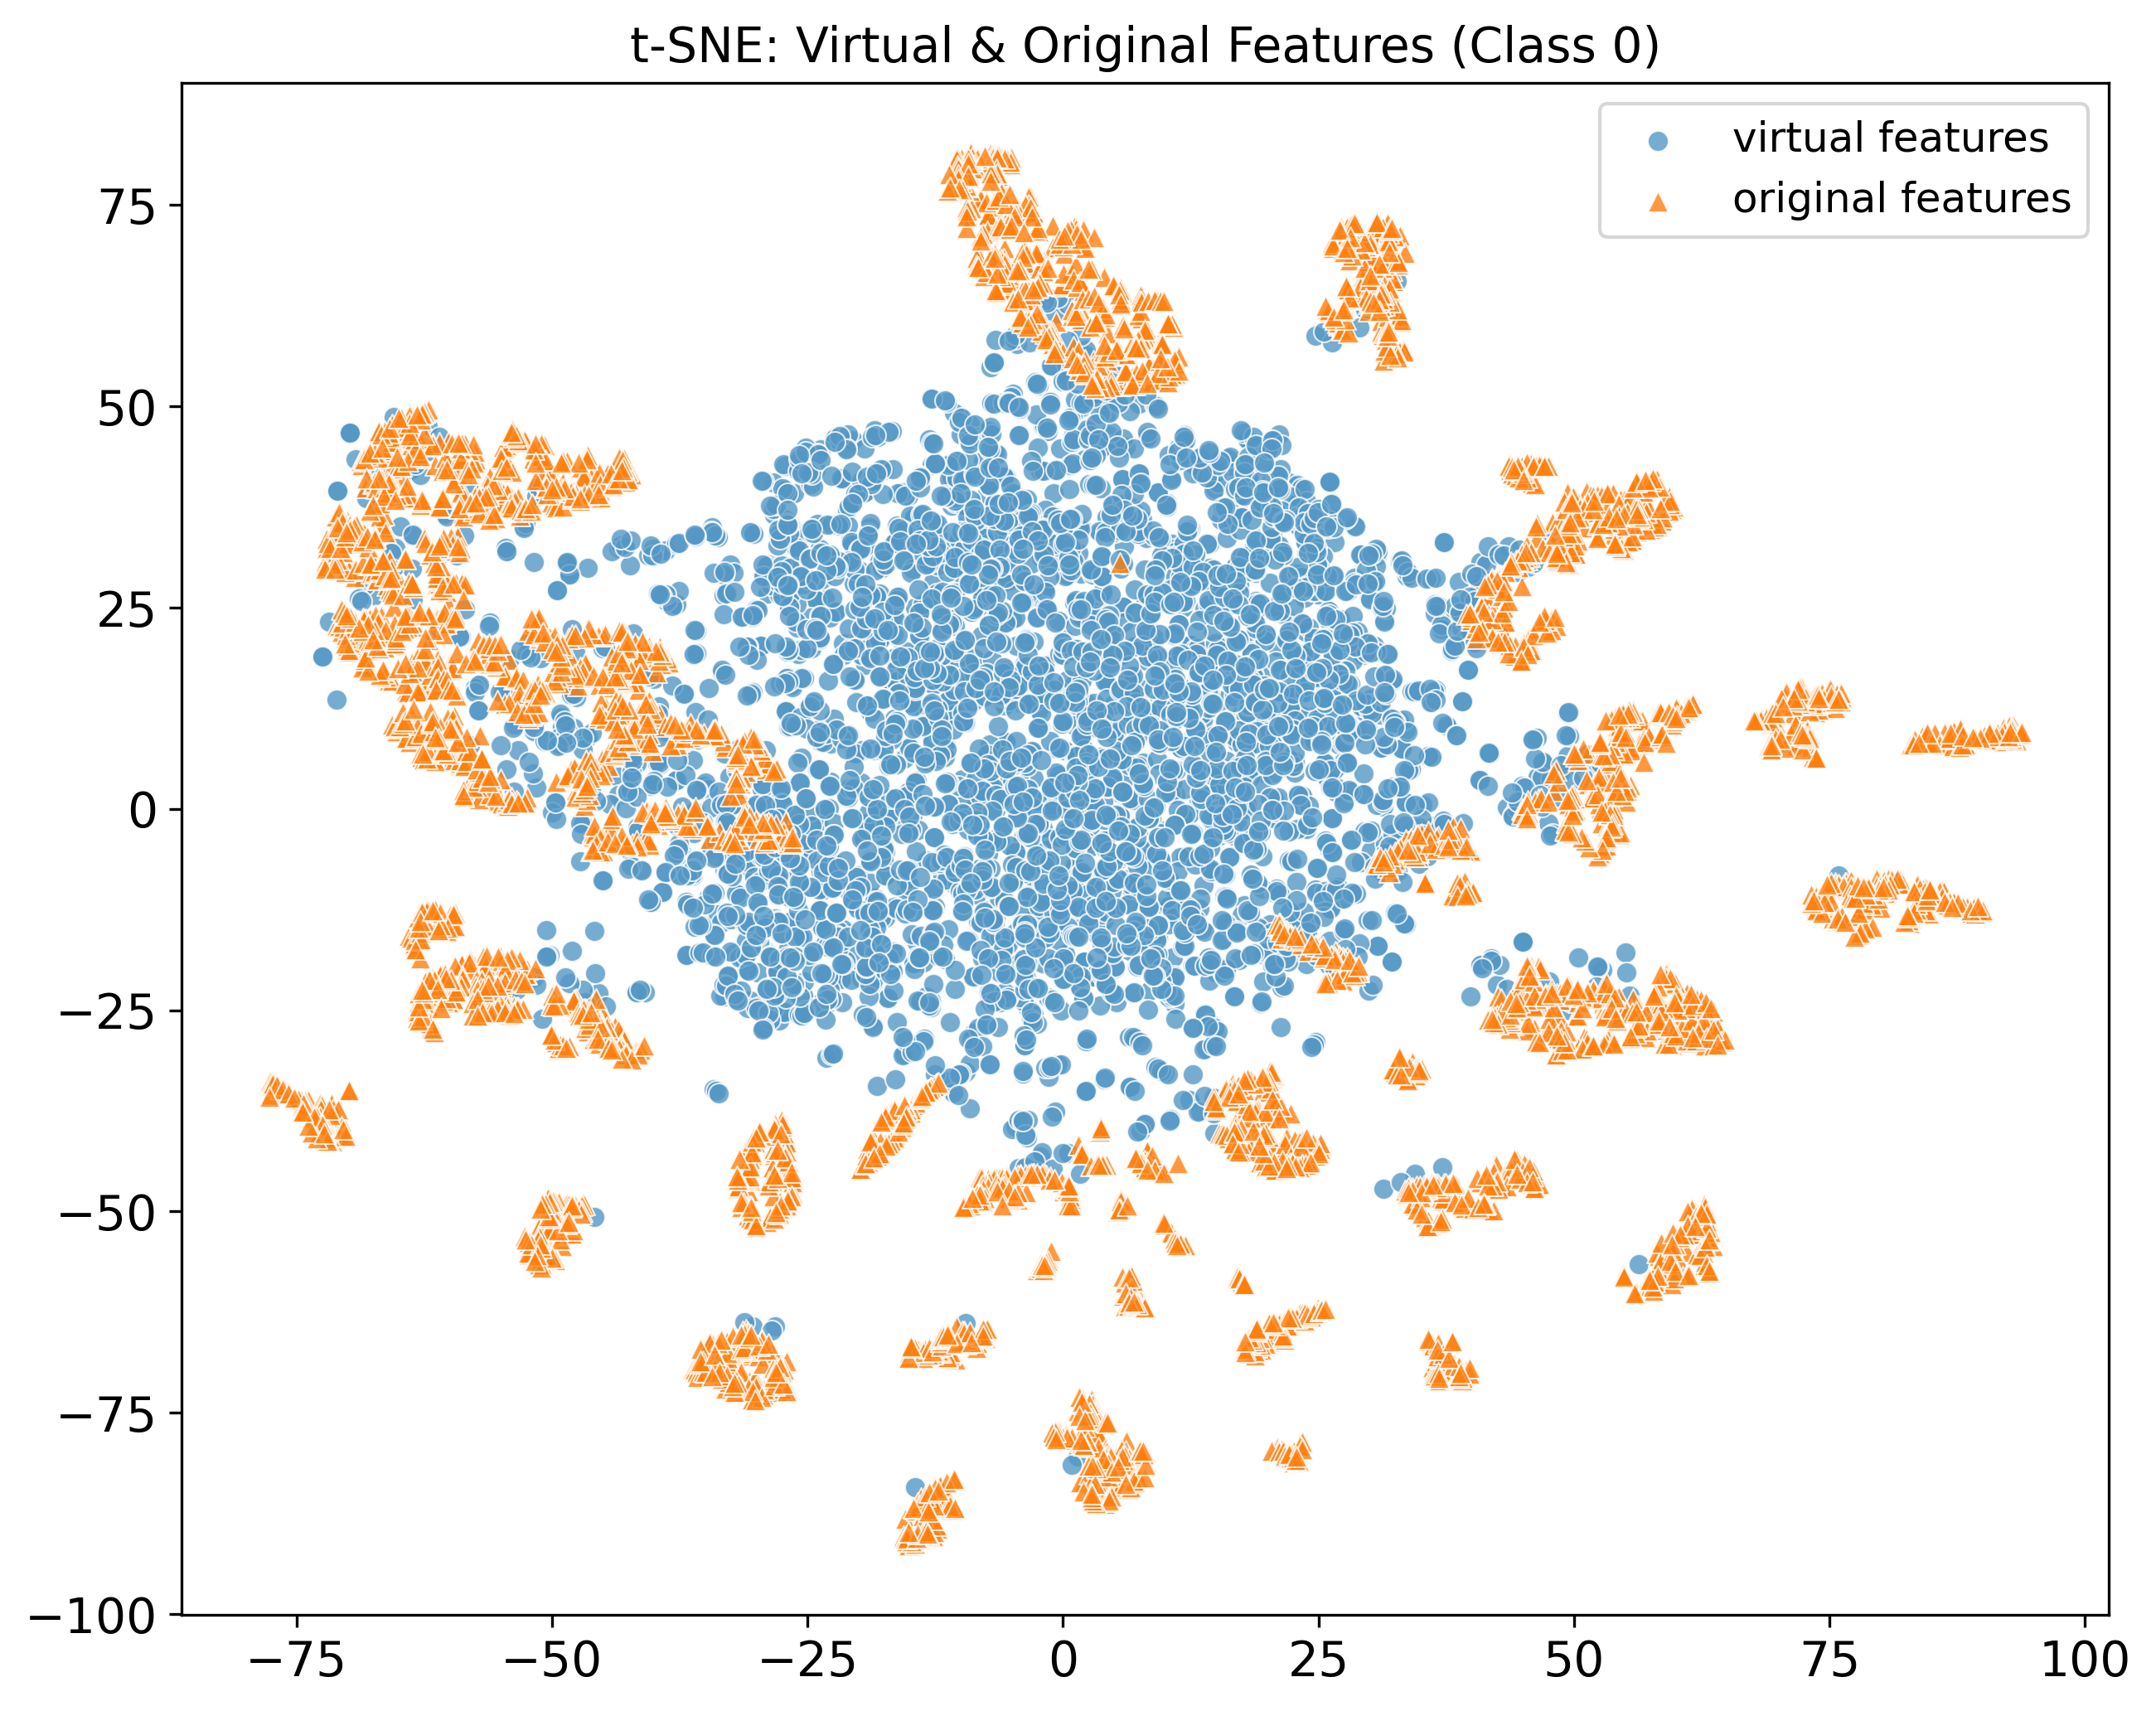 t-SNE: Virtual & Original Features (Class 0)
virtual features
original features
75
50
25
0
−25
−50
−75
−100
−75 −50 −25 0 25 50 75 100